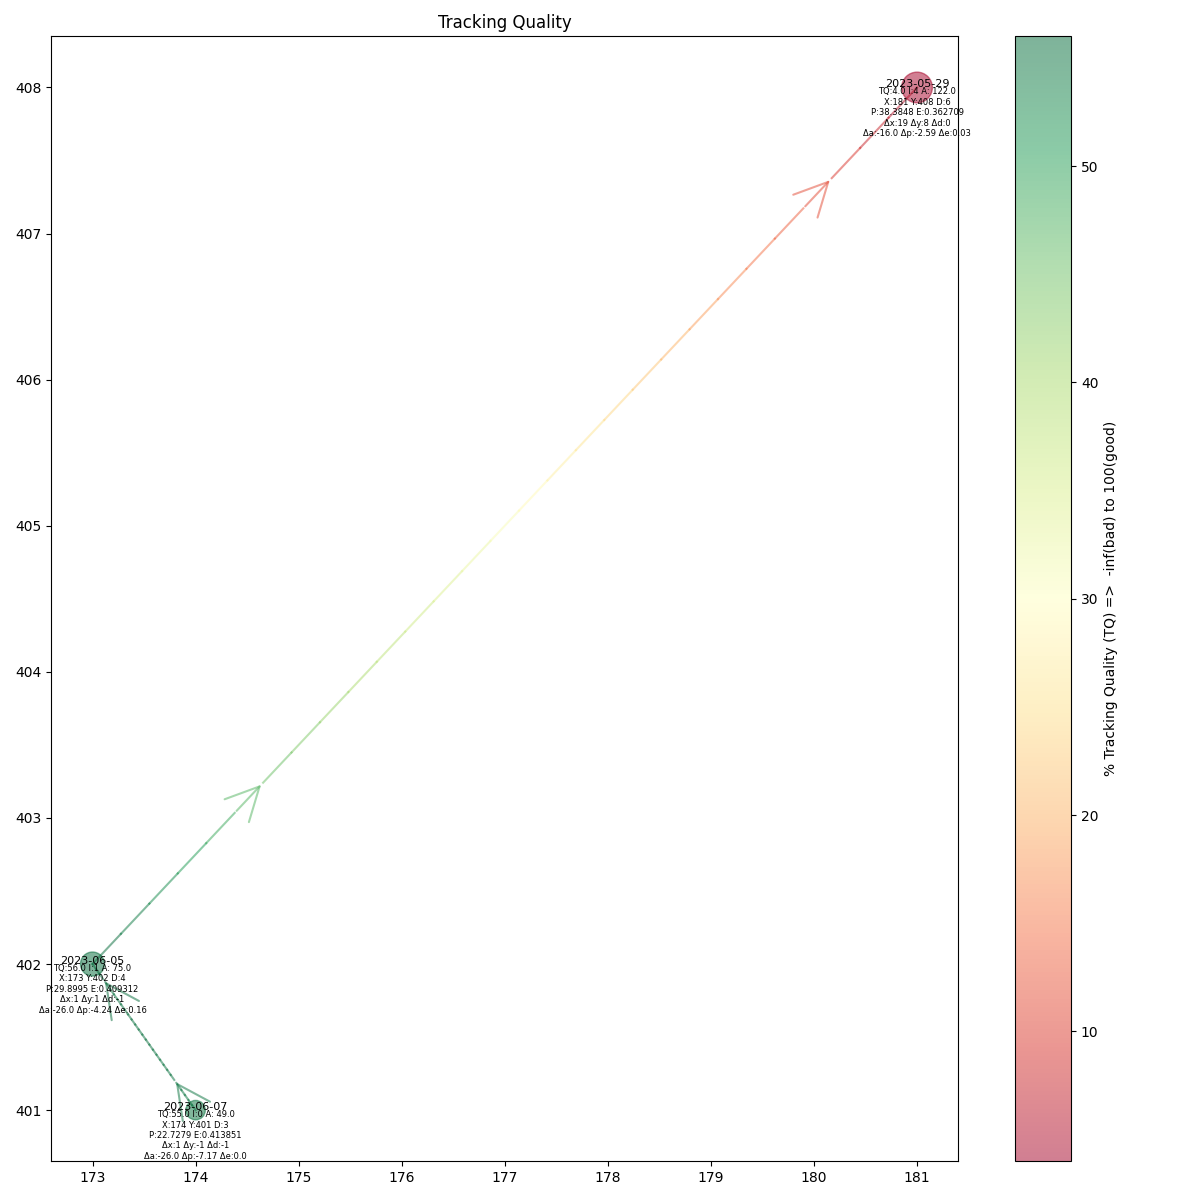 Tracking Quality
2023-05-29
TQ:4.0 I:4 A: 122.0
X:181 Y:408 D:6
P:38.3848 E:0.362709
Δx:19 Δy:8 Δd:0
Δa:-16.0 Δp:-2.59 Δe:0.03
2023-06-05
TQ:56.0 I:1 A: 75.0
X:173 Y:402 D:4
P:29.8995 E:0.409312
Δx:1 Δy:1 Δd:-1
Δa:-26.0 Δp:-4.24 Δe:0.16
2023-06-07
TQ:55.0 I:0 A: 49.0
X:174 Y:401 D:3
P:22.7279 E:0.413851
Δx:1 Δy:-1 Δd:-1
Δa:-26.0 Δp:-7.17 Δe:0.0
408
407
406
405
404
403
402
401
173 174 175 176 177 178 179 180 181
50
40
30
20
10
% Tracking Quality (TQ) => -inf(bad) to 100(good)